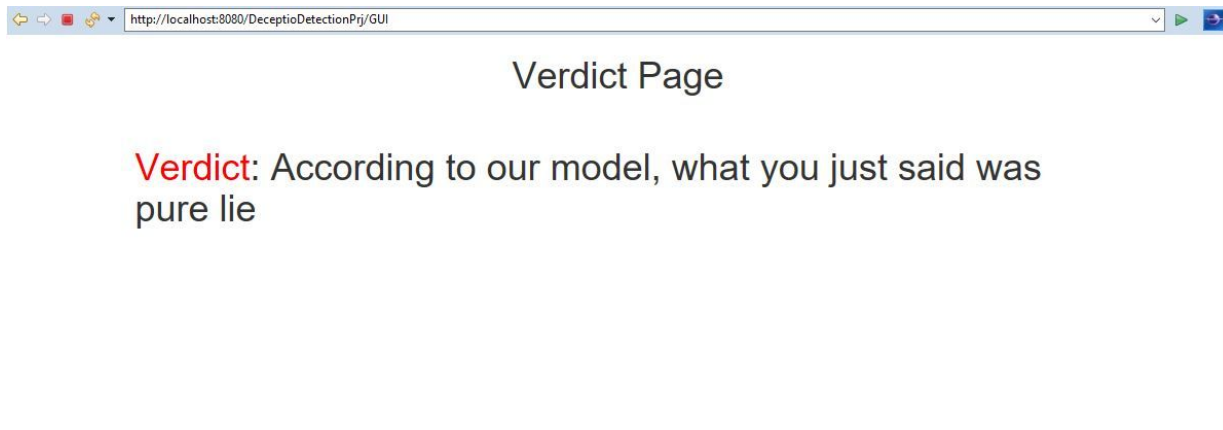 http://localhost:8080/DeceptioDetectionPrj/GUI
Verdict Page
Verdict: According to our model, what you just said was
pure lie